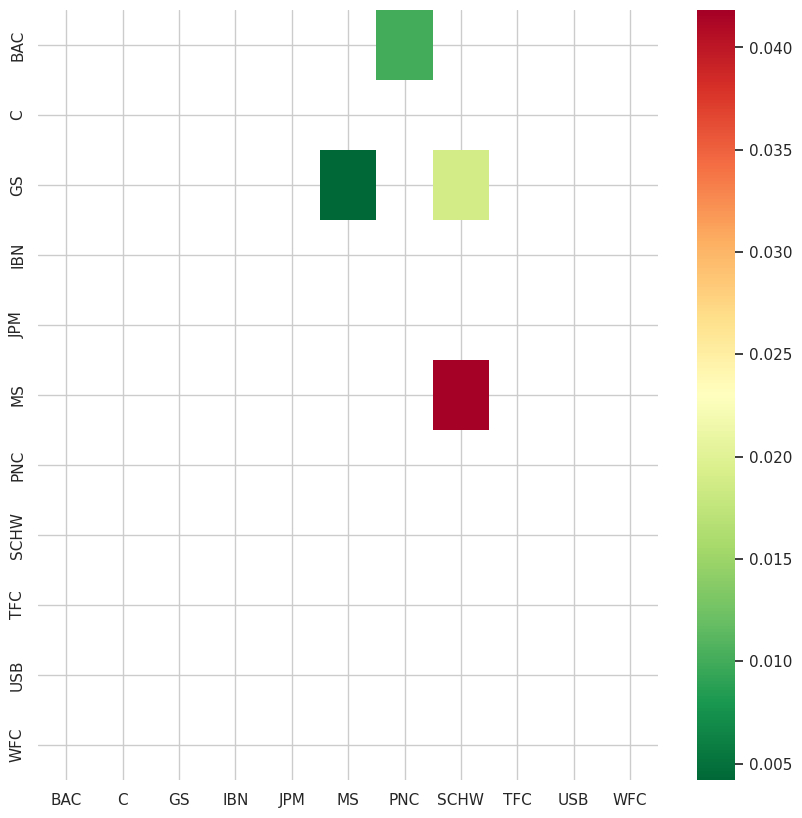 BAC
C
GS
IBN
JPM
MS
PNC
SCHW
TFC
USB
WFC
BAC C GS IBN JPM MS PNC SCHW TFC USB WFC
0.040
0.035
0.030
0.025
0.020
0.015
0.010
0.005